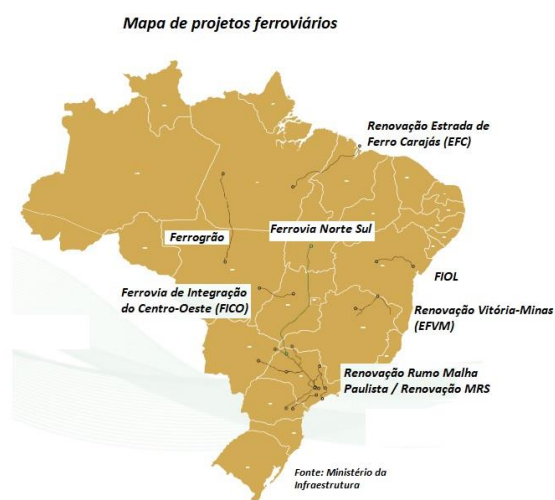 Mapa de projetos ferroviários
Renovação Estrada de
Ferro Carajás (EFC)
Ferrogrão
Ferrovia Norte Sul
FIOL
Ferrovia de Integração
do Centro-Oeste (FICO)
Renovação Vitória-Minas
(EFVM)
Renovação Rumo Malha
Paulista / Renovação MRS
Fonte: Ministério da
Infraestrutura